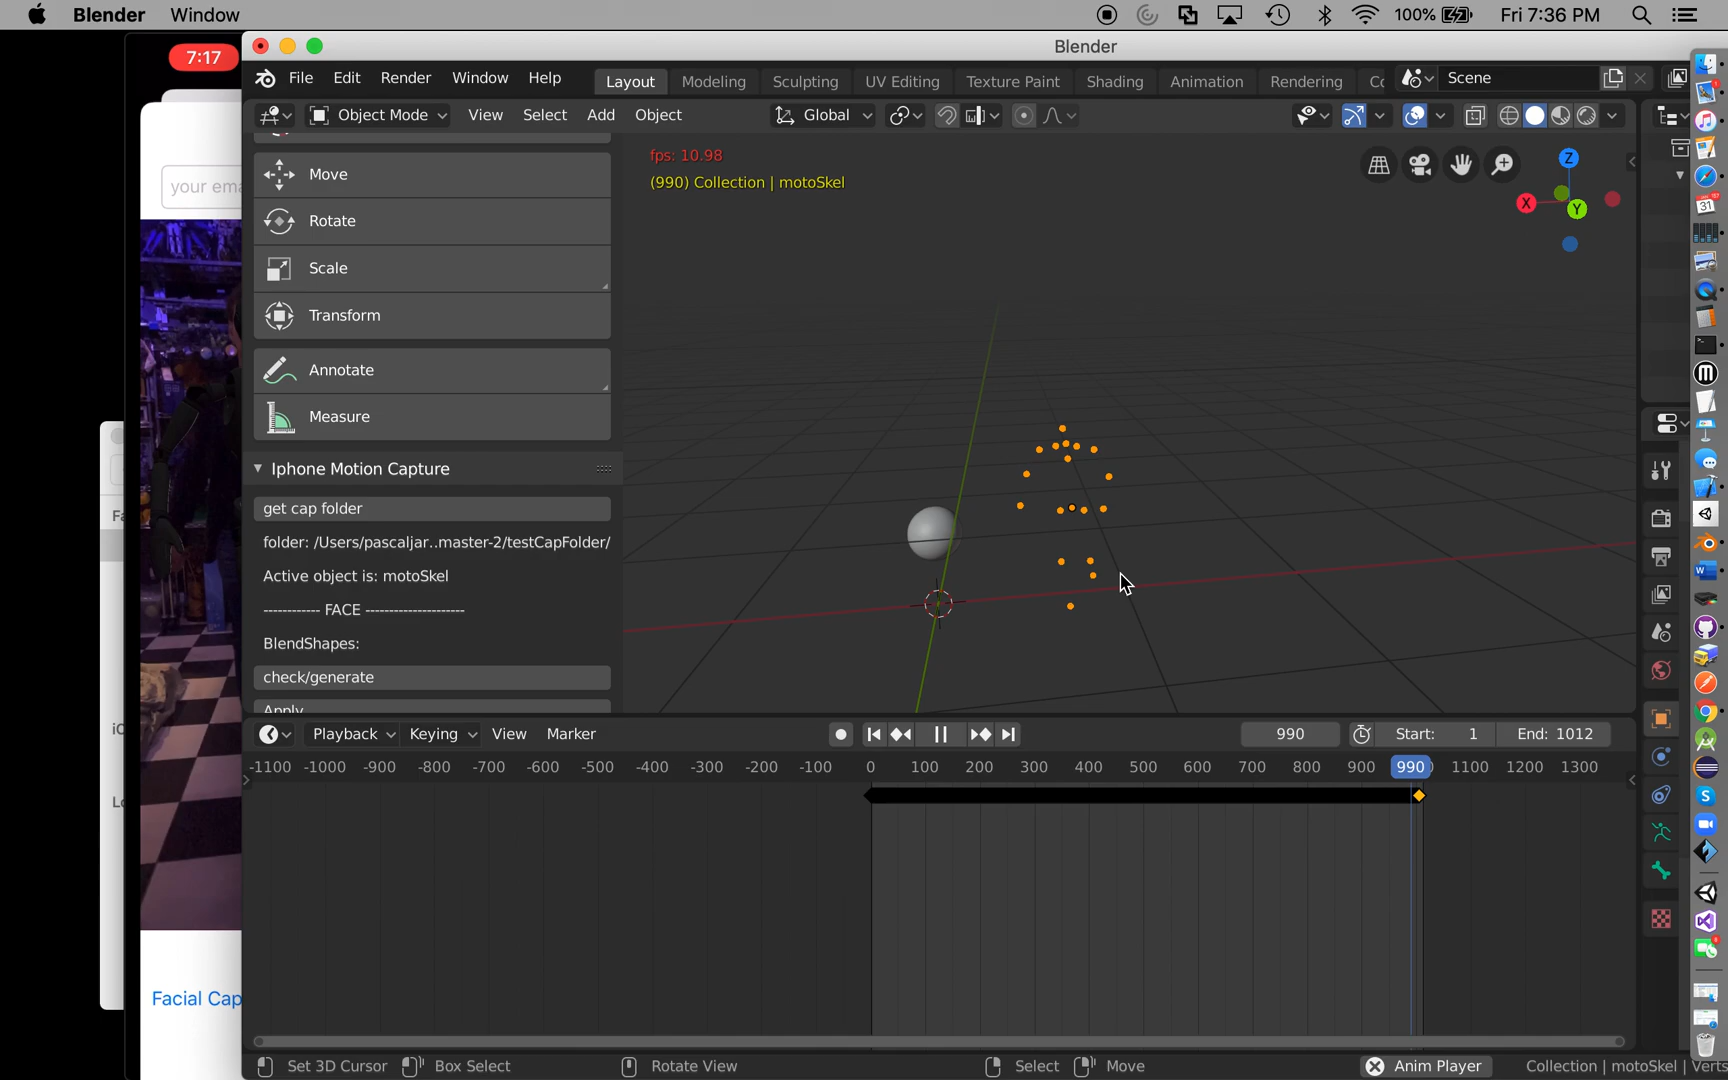 Blender Window
100% Fri 7:36 PM
7:17
Blender
File Edit Render Window Help
Layout Modeling Sculpting UV Editing Texture Paint Shading Animation Rendering Cc
Scene
Object Mode View Select Add Object Global
fps: 10.98
(990) Collection | motoSkel
Z
X
Y
Move
Rotate
Scale
Transform
Annotate
Measure
your ema
Iphone Motion Capture
get cap folder
folder: /Users/pascaljar..master-2/testCapFolder/
Active object is: motoSkel
------------ FACE ---------------------
BlendShapes:
check/generate
Apply
Fa
iC
Lo
Playback Keying View Marker
990 Start: 1 End: 1012
-1100 -1000 -900 -800 -700 -600 -500 -400 -300 -200 -100 0 100 200 300 400 500 600 700 800 900 990 1100 1200 1300
Facial Cap
Set 3D Cursor Box Select Rotate View Select Move Anim Player Collection | motoSkel | Verts